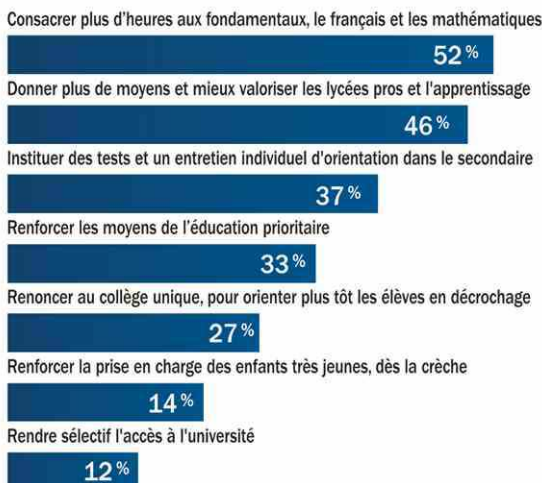 Consacrer plus d'heures aux fondamentaux, le français et les mathématiques
52 %
Donner plus de moyens et mieux valoriser les lycées pros et l'apprentissage
46 %
Instituer des tests et un entretien individuel d'orientation dans le secondaire
37 %
Renforcer les moyens de l'éducation prioritaire
33 %
Renoncer au collège unique, pour orienter plus tôt les élèves en décrochage
27 %
Renforcer la prise en charge des enfants très jeunes, dès la crèche
14 %
Rendre sélectif l'accès à l'université
12 %